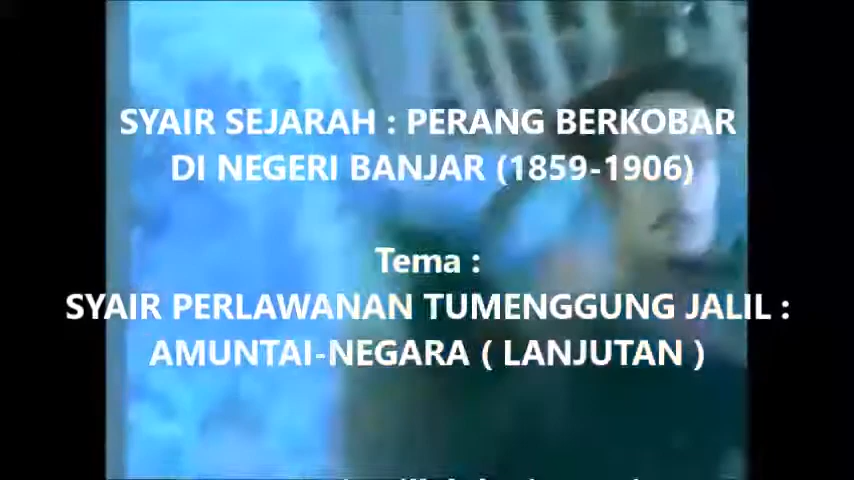 SYAIR SEJARAH : PERANG BERKOBAR
DI NEGERI BANJAR (1859-1906)
Tema :
SYAIR PERLAWANAN TUMENGGUNG JALIL :
AMUNTAI-NEGARA ( LANJUTAN )